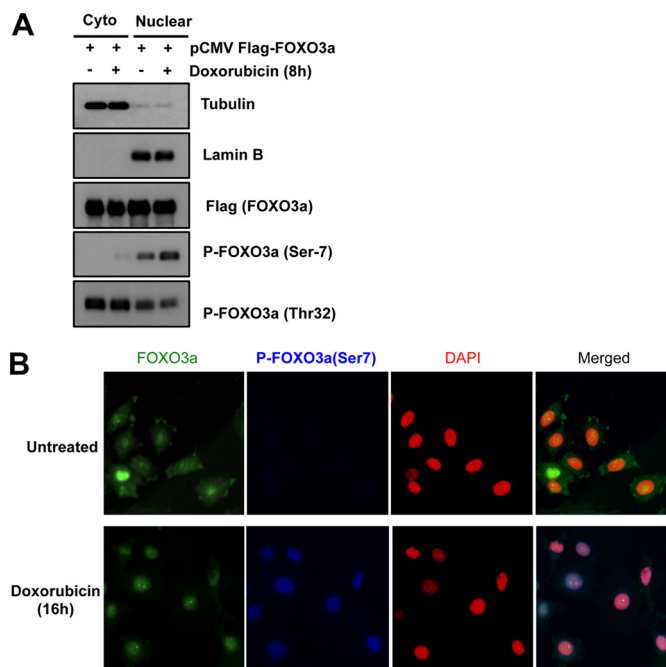 A
Cyto Nuclear
+ + + + pCMV Flag-FOXO3a
- + - + Doxorubicin (8h)
Tubulin
Lamin B
Flag (FOXO3a)
P-FOXO3a (Ser-7)
P-FOXO3a (Thr32)
B
FOXO3a P-FOXO3a(Ser7) DAPI Merged
Untreated
Doxorubicin
(16h)